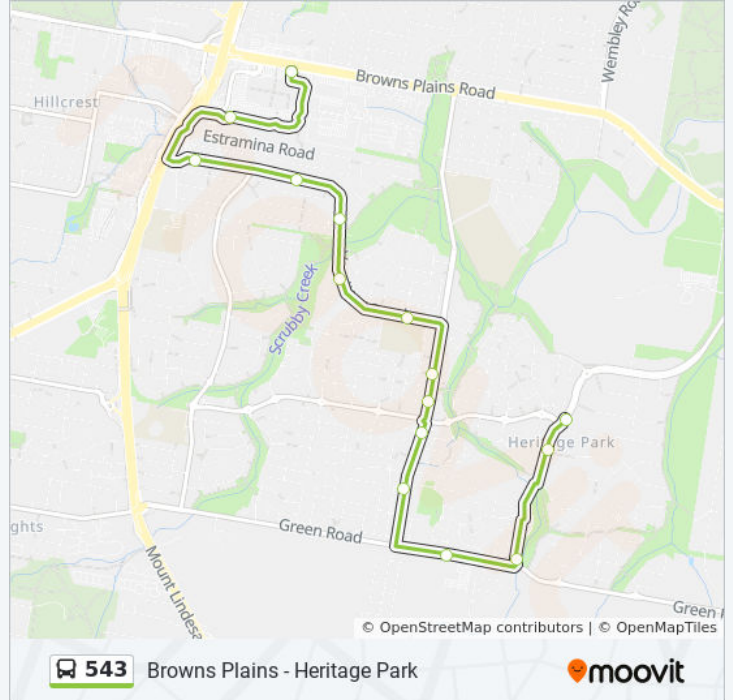 Wembley Ro
Browns Plains Road
Hillcrest
Estramina Road
Scrubby Creek
Heritage Park
ghts
Green Road
Mount Lindesa
Green R
© OpenStreetMap contributors | © OpenMapTiles
543 Browns Plains - Heritage Park
moovit